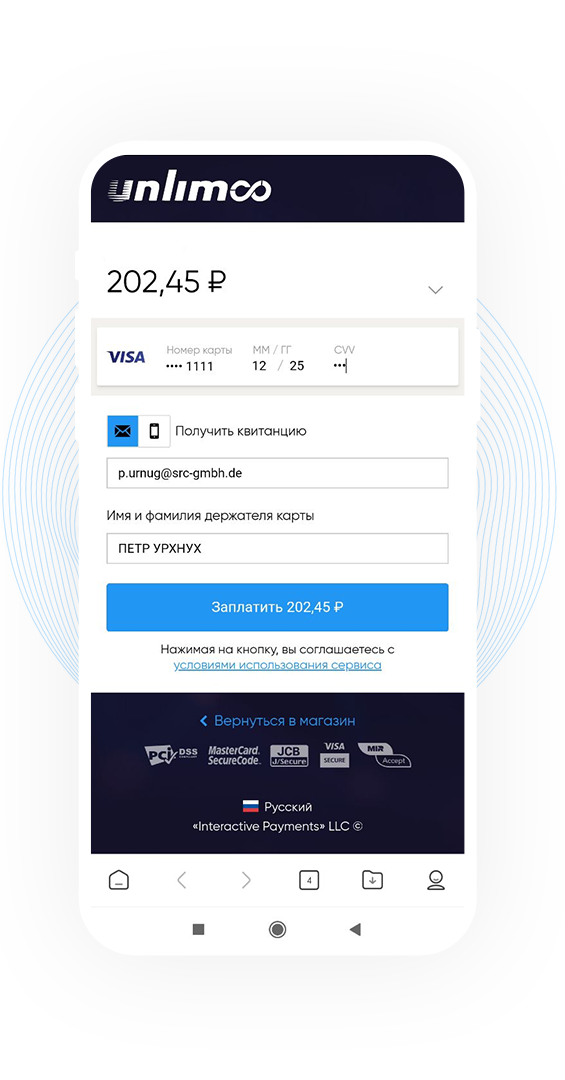 unlimoo
202,45 ₽
VISA Номер карты ММ / ГГ CVV
•••• 1111 12 / 25 •••
Получить квитанцию
p.urnug@src-gmbh.de
Имя и фамилия держателя карты
ПЕТР УРХНУХ
Заплатить 202,45 ₽
Нажимая на кнопку, вы соглашаетесь с
условиями использования сервиса
Вернуться в магазин
PCI DSS COMPLIANT MasterCard. SecureCode. JCB J/Secure VISA SECURE MIR Accept
Русский
«Interactive Payments» LLC ©
4